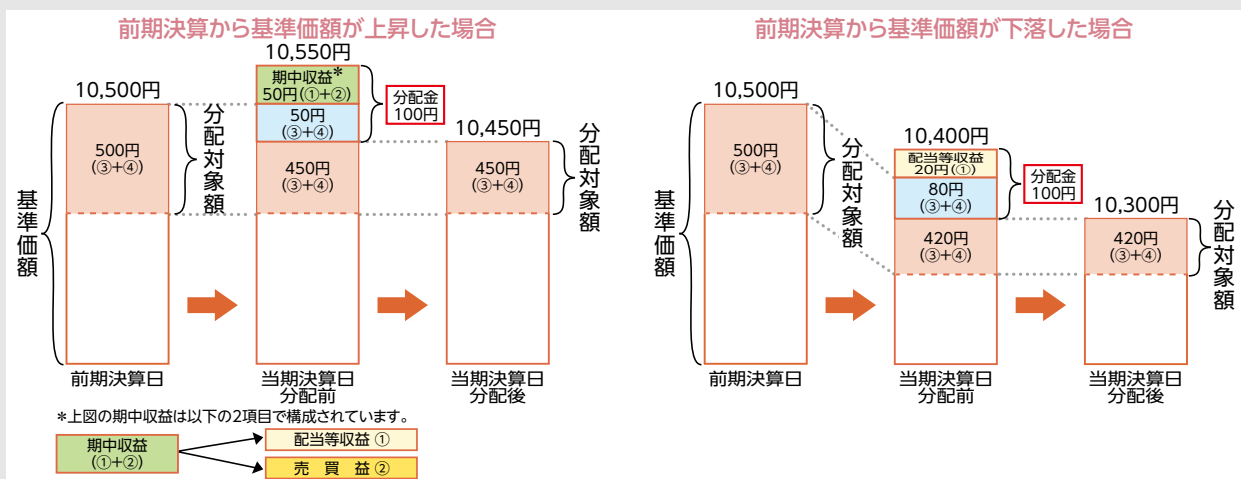 前期決算から基準価額が上昇した場合
10,500円
500円
(③+④)
分配対象額
基準価額
前期決算日
10,550円
期中収益*
50円(①+②)
50円
(③+④)
450円
(③+④)
分配金
100円
当期決算日
分配前
10,450円
450円
(③+④)
分配対象額
当期決算日
分配後
*上図の期中収益は以下の2項目で構成されています。
期中収益
(①+②)
配当等収益 ①
売 買 益 ②
前期決算から基準価額が下落した場合
10,500円
500円
(③+④)
分配対象額
基準価額
前期決算日
10,400円
配当等収益
20円(①)
80円
(③+④)
420円
(③+④)
分配金
100円
当期決算日
分配前
10,300円
420円
(③+④)
分配対象額
当期決算日
分配後